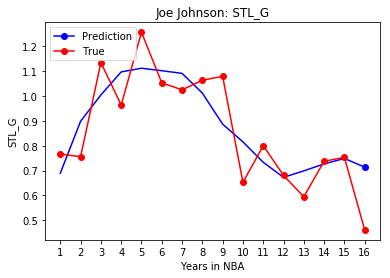 Joe Johnson: STL_G
Prediction
True
1.2
1.1
1.0
0.9
0.8
0.7
0.6
0.5
STL_G
1 2 3 4 5 6 7 8 9 10 11 12 13 14 15 16
Years in NBA